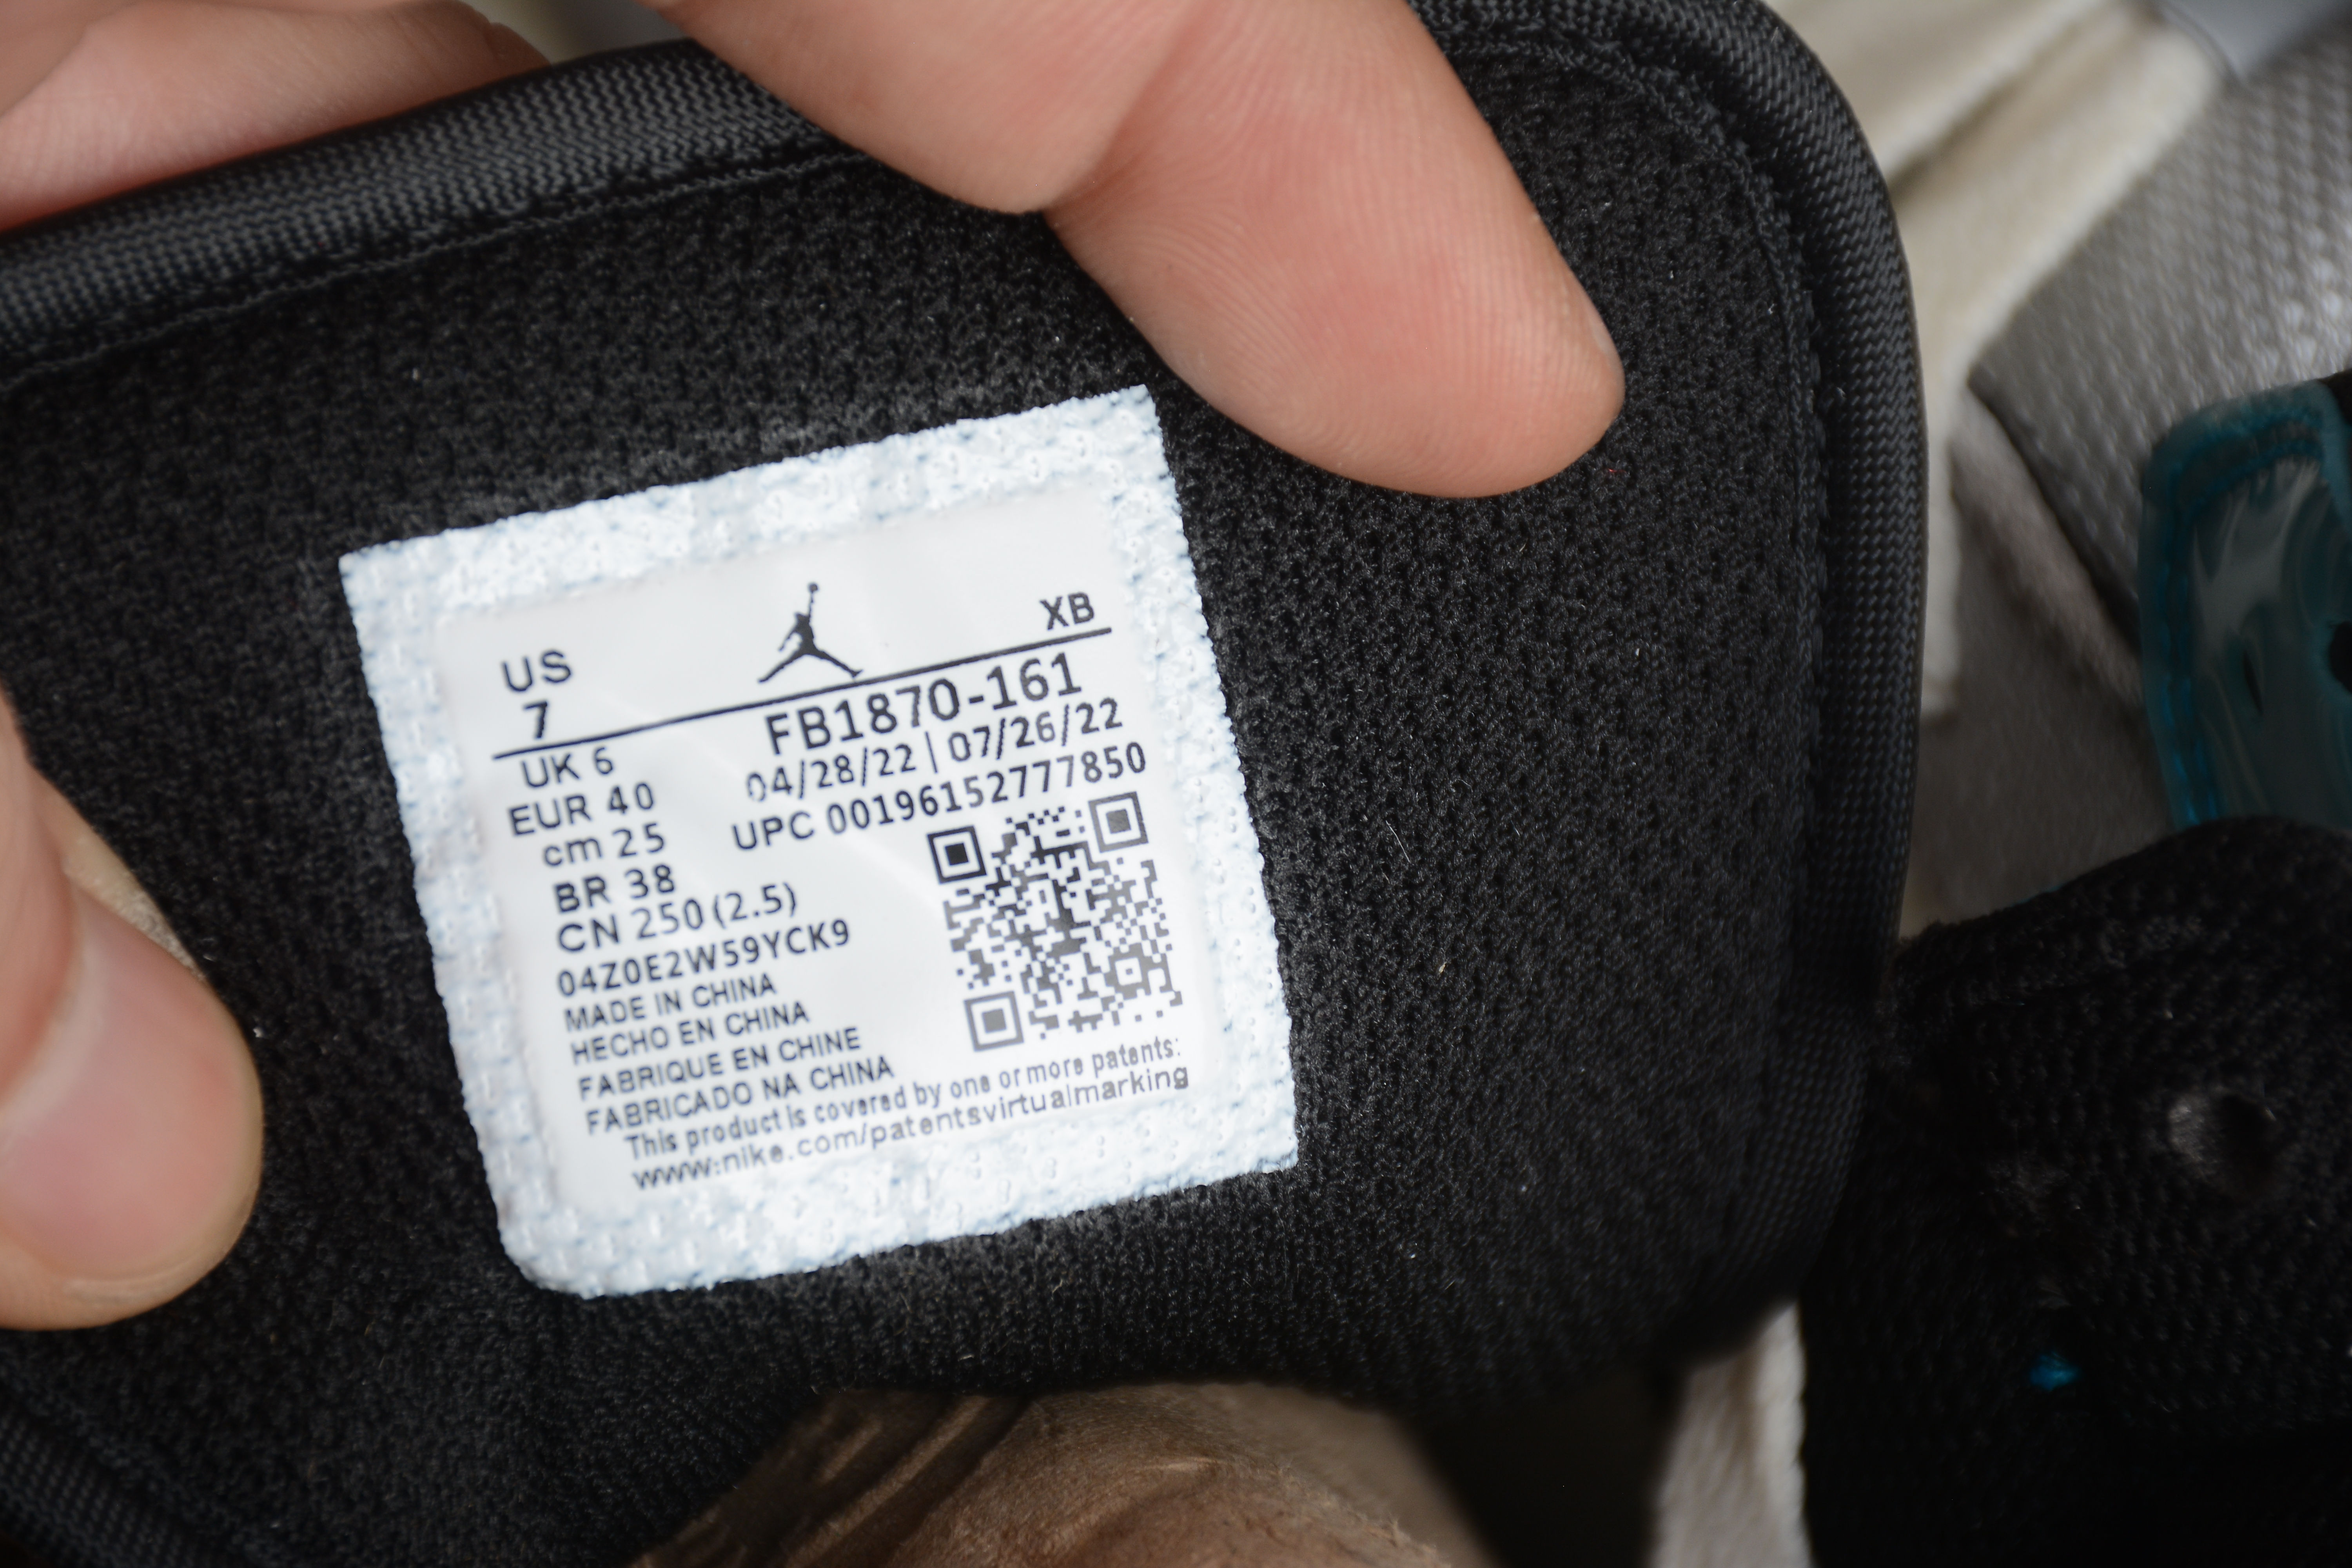 US XB
7 FB1870-161
UK 6 04/28/22 | 07/26/22
EUR 40 UPC 00196152777850
cm 25
BR 38
CN 250 (2.5)
04Z0E2W59YCK9
MADE IN CHINA
HECHO EN CHINA
FABRIQUE EN CHINE
FABRICADO NA CHINA
This product is covered by one or more patents:
www.nike.com/patentsvirtualmarking